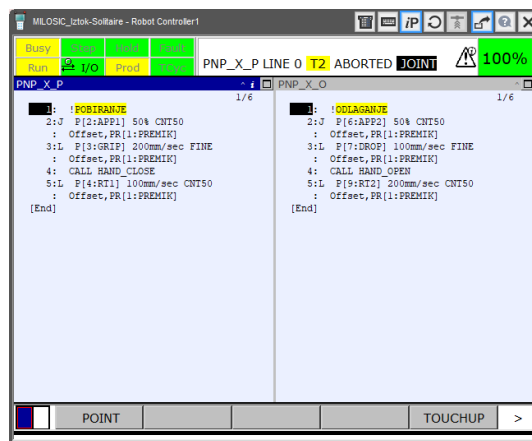 MILOSIC_Iztok-Solitaire - Robot Controller1
iP
Busy Step Hold Fault
Run I/O Prod TCyc
PNP_X_P LINE 0 T2 ABORTED JOINT
100%
PNP_X_P
1/6
1: !POBIRANJE
2:J P[2:APP1] 50% CNT50
: Offset,PR[1:PREMIK]
3:L P[3:GRIP] 200mm/sec FINE
: Offset,PR[1:PREMIK]
4: CALL HAND_CLOSE
5:L P[4:RT1] 100mm/sec CNT50
: Offset,PR[1:PREMIK]
[End]
PNP_X_O
1/6
1: !ODLAGANJE
2:J P[6:APP2] 50% CNT50
: Offset,PR[1:PREMIK]
3:L P[7:DROP] 100mm/sec FINE
: Offset,PR[1:PREMIK]
4: CALL HAND_OPEN
5:L P[9:RT2] 200mm/sec CNT50
: Offset,PR[1:PREMIK]
[End]
POINT
TOUCHUP
>